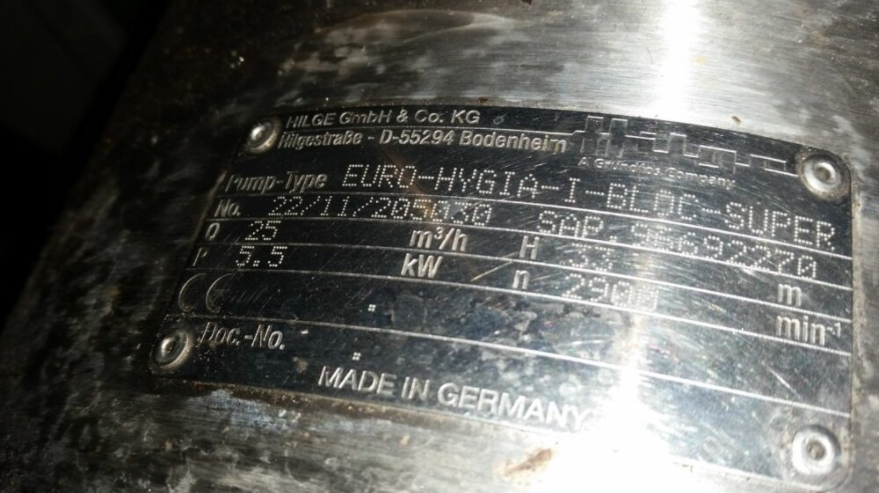 HILGE GmbH & Co. KG
Hilgestraße - D-55294 Bodenheim
A Grundfos Company
Pump-Type EURO-HYGIA-I-BLOC-SUPER
No. 22/11/205030 SAP.
Q 25 m³/h H m
P 5.5 kW n 2900 min⁻¹
CE
Doc.-No.
MADE IN GERMANY